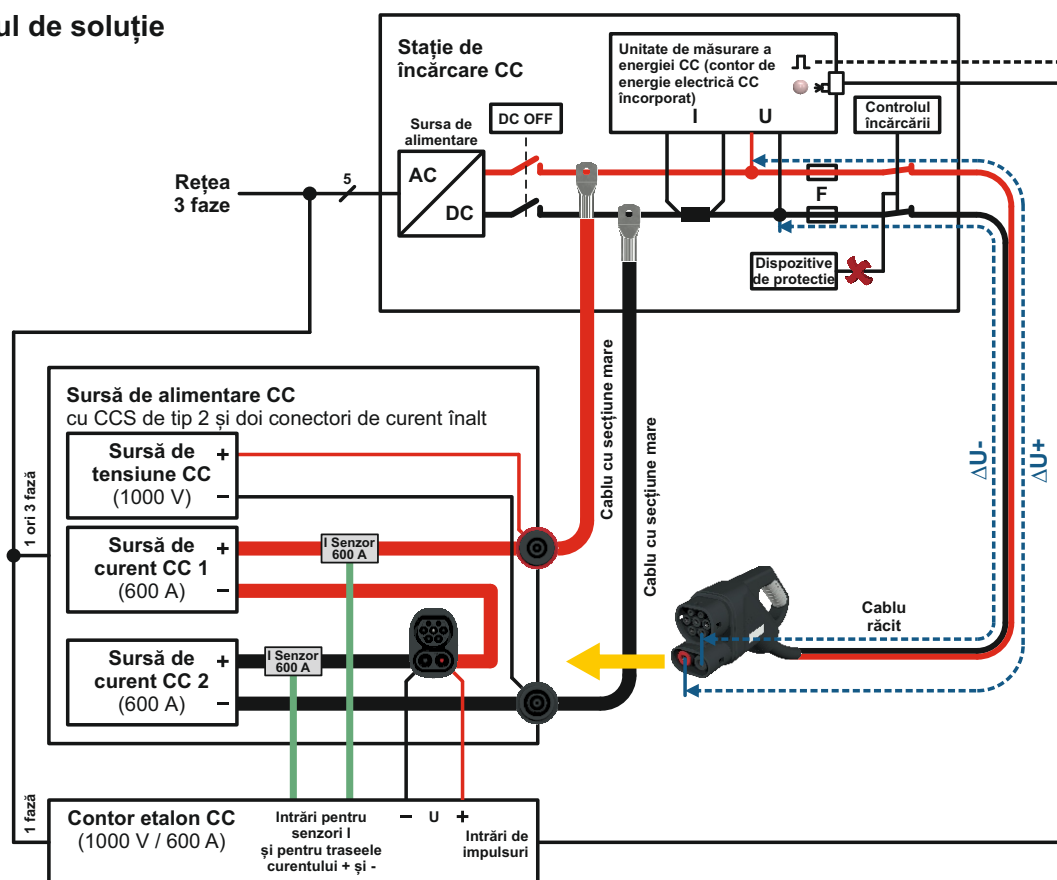 ul de soluție
Stație de
încărcare CC
Unitate de măsurare a
energiei CC (contor de
energie electrică CC
încorporat)
I U
Controlul
încărcării
Sursa de
alimentare
DC OFF
AC
DC
Rețea
3 faze
5
F
Dispozitive
de protectie
Sursă de alimentare CC
cu CCS de tip 2 și doi conectori de curent înalt
Sursă de
tensiune CC
(1000 V)
+
−
Sursă de
curent CC 1
(600 A)
+
−
I Senzor
600 A
Sursă de
curent CC 2
(600 A)
+
−
I Senzor
600 A
1 ori 3 fază
Cablu cu secțiune mare
Cablu cu secțiune mare
ΔU-
ΔU+
Cablu
răcit
1 fază
Contor etalon CC
(1000 V / 600 A)
Intrări pentru
senzori I
și pentru traseele
curentului + și -
− U +
Intrări de
impulsuri